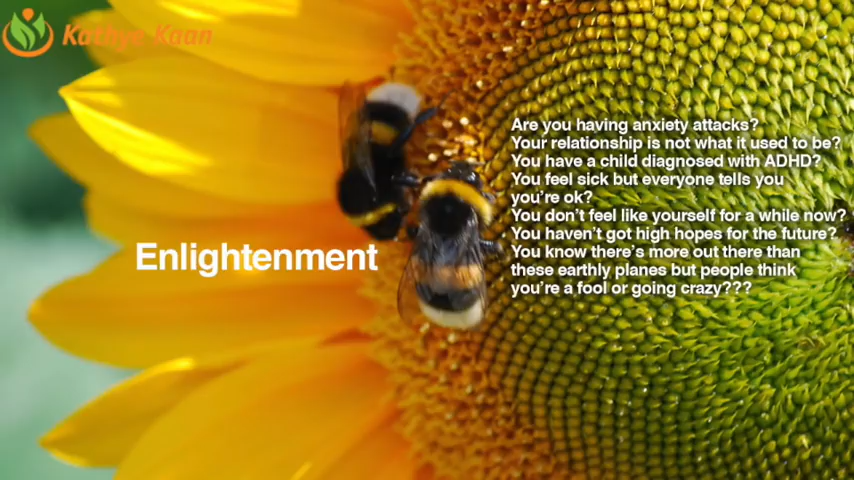 Kathye Kaan
Enlightenment
Are you having anxiety attacks?
Your relationship is not what it used to be?
You have a child diagnosed with ADHD?
You feel sick but everyone tells you
you're ok?
You don't feel like yourself for a while now?
You haven't got high hopes for the future?
You know there's more out there than
these earthly planes but people think
you're a fool or going crazy???